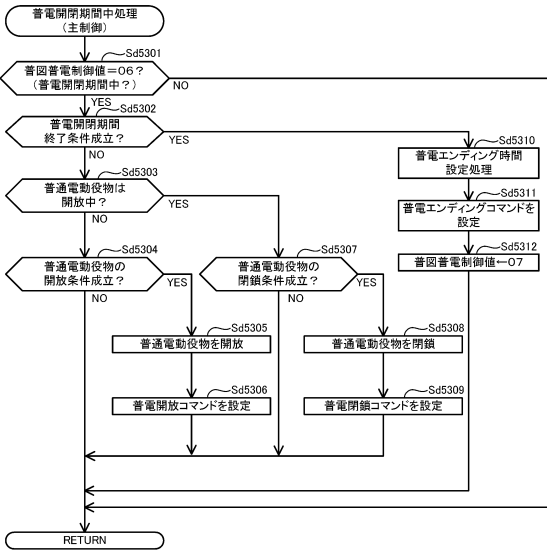 普電開閉期間中処理
(主制御)
Sd5301
普図普電制御値=06?
(普電開閉期間中?)
NO
YES
Sd5302
普電開閉期間
終了条件成立?
YES
NO
Sd5310
普電エンディング時間
設定処理
Sd5303
普通電動役物は
開放中?
YES
NO
Sd5311
普電エンディングコマンドを
設定
Sd5304
普通電動役物の
開放条件成立?
YES
NO
Sd5307
普通電動役物の
閉鎖条件成立?
YES
NO
Sd5312
普図普電制御値←07
Sd5305
普通電動役物を開放
Sd5308
普通電動役物を閉鎖
Sd5306
普電開放コマンドを設定
Sd5309
普電閉鎖コマンドを設定
RETURN